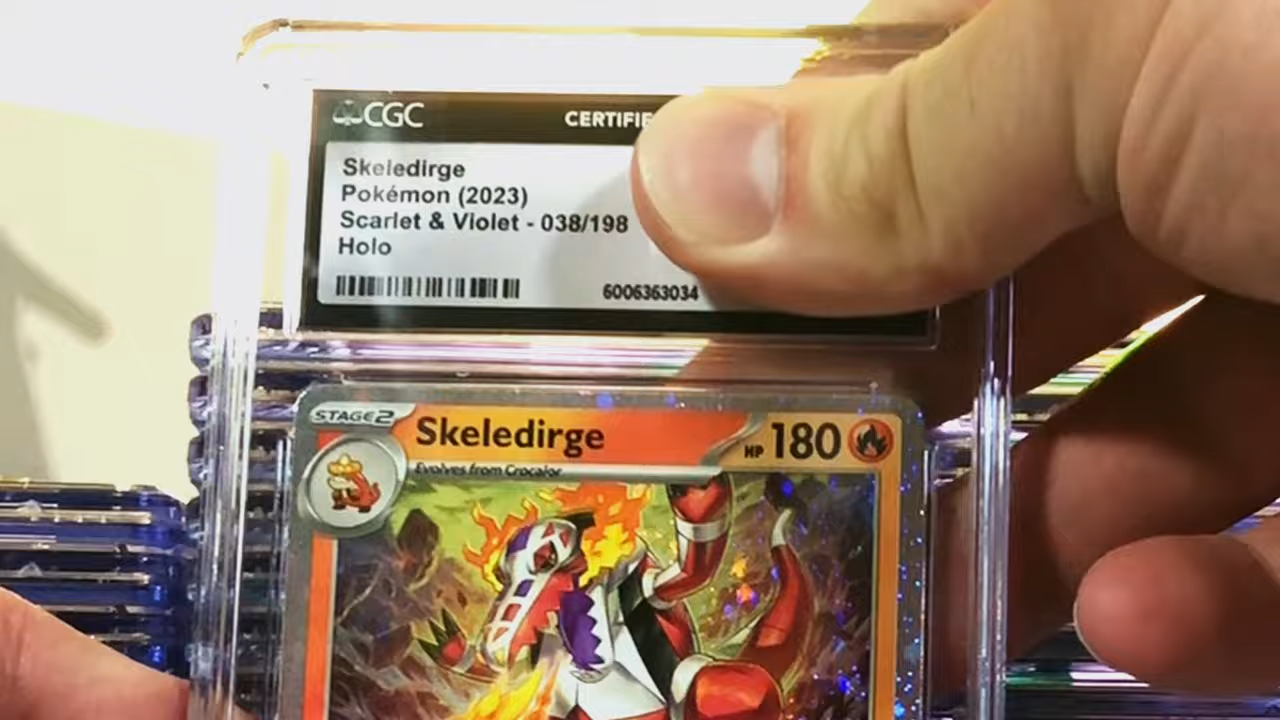 CGC CERTIFIE
Skeledirge
Pokémon (2023)
Scarlet & Violet - 038/198
Holo
6006363034
STAGE 2 Skeledirge HP 180
Evolves from Crocalor